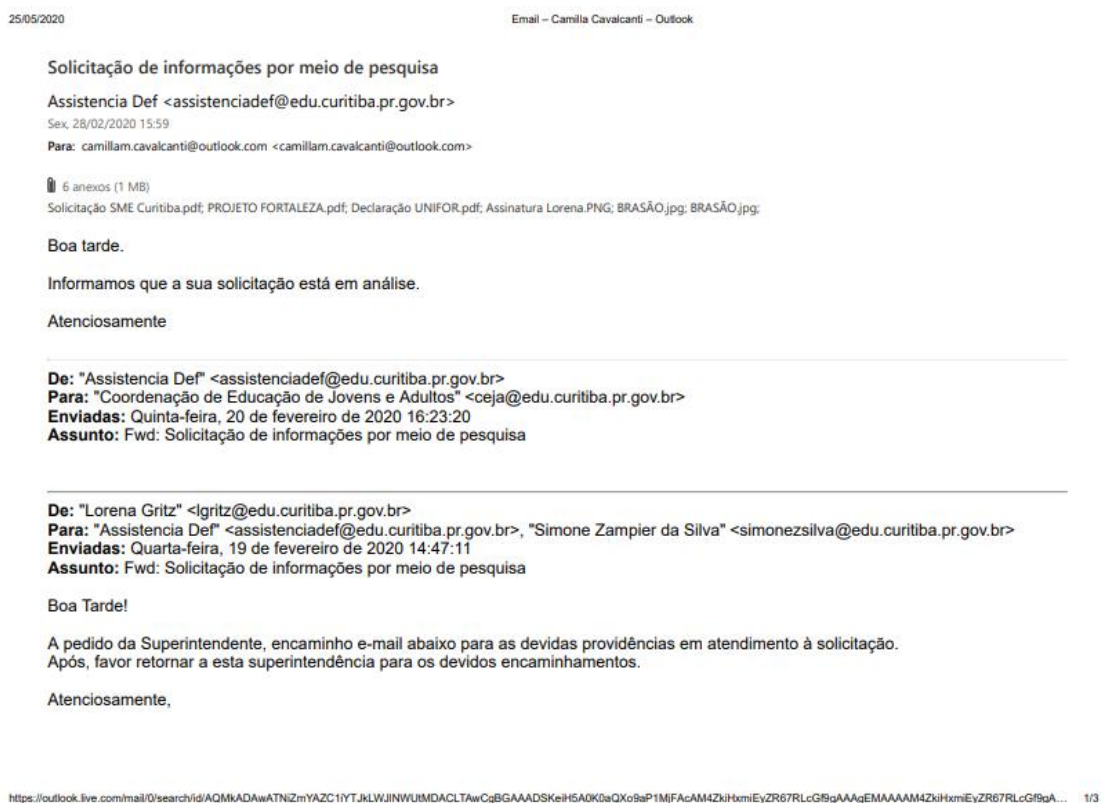 25/05/2020 Email – Camilla Cavalcanti – Outlook
Solicitação de informações por meio de pesquisa
Assistencia Def <assistenciadef@edu.curitiba.pr.gov.br>
Sex, 28/02/2020 15:59
Para: camillam.cavalcanti@outlook.com <camillam.cavalcanti@outlook.com>
6 anexos (1 MB)
Solicitação SME Curitiba.pdf; PROJETO FORTALEZA.pdf; Declaração UNIFOR.pdf; Assinatura Lorena.PNG; BRASÃO.jpg; BRASÃO.jpg;
Boa tarde.
Informamos que a sua solicitação está em análise.
Atenciosamente
De: "Assistencia Def" <assistenciadef@edu.curitiba.pr.gov.br>
Para: "Coordenação de Educação de Jovens e Adultos" <ceja@edu.curitiba.pr.gov.br>
Enviadas: Quinta-feira, 20 de fevereiro de 2020 16:23:20
Assunto: Fwd: Solicitação de informações por meio de pesquisa
De: "Lorena Gritz" <lgritz@edu.curitiba.pr.gov.br>
Para: "Assistencia Def" <assistenciadef@edu.curitiba.pr.gov.br>, "Simone Zampier da Silva" <simonezsilva@edu.curitiba.pr.gov.br>
Enviadas: Quarta-feira, 19 de fevereiro de 2020 14:47:11
Assunto: Fwd: Solicitação de informações por meio de pesquisa
Boa Tarde!
A pedido da Superintendente, encaminho e-mail abaixo para as devidas providências em atendimento à solicitação.
Após, favor retornar a esta superintendência para os devidos encaminhamentos.
Atenciosamente,
1/3